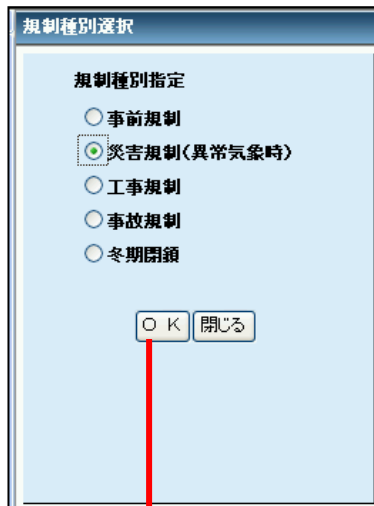 規制種別選択
規制種別指定
事前規制
災害規制(異常気象時)
工事規制
事故規制
冬期閉鎖
ＯＫ 閉じる